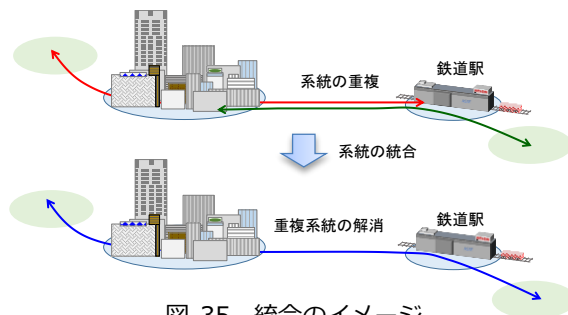 鉄道駅
系統の重複
系統の統合
鉄道駅
重複系統の解消
図 35 統合のイメージ